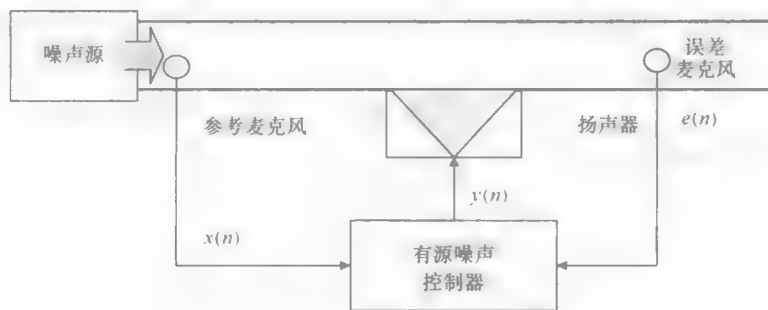 噪声源
误差
麦克风
参考麦克风
扬声器
e(n)
y(n)
x(n)
有源噪声
控制器